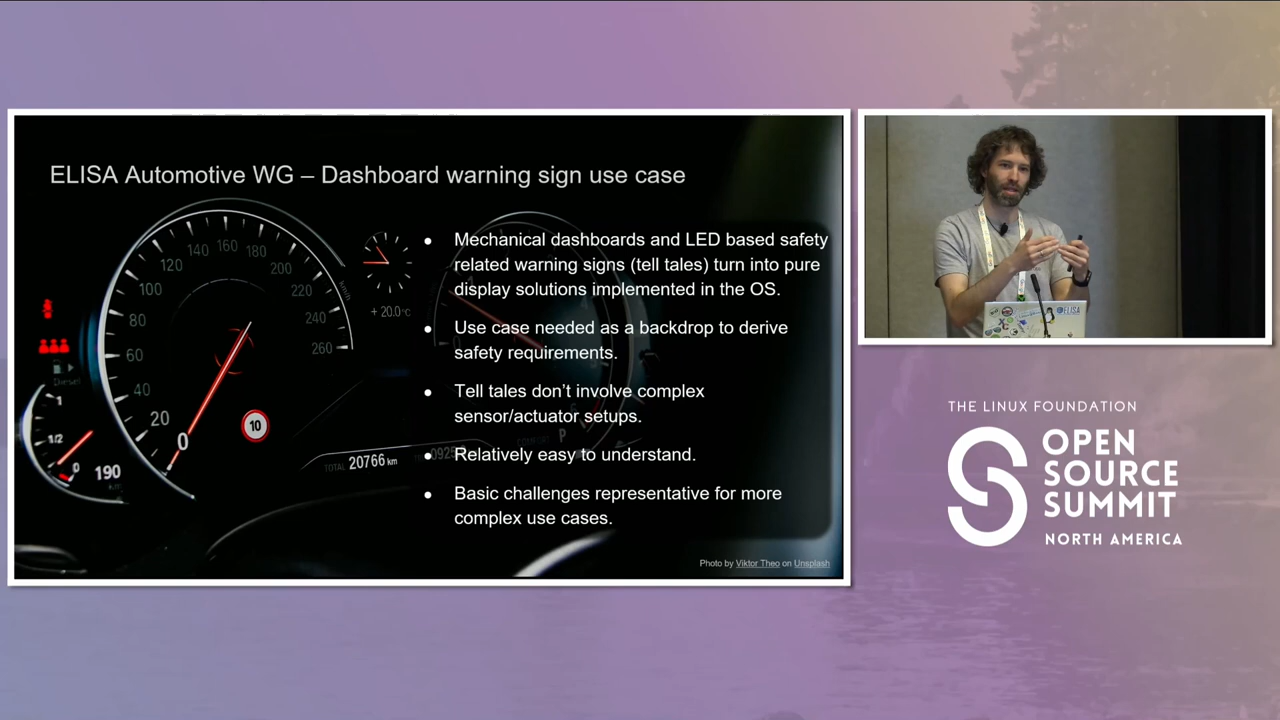 ELISA Automotive WG – Dashboard warning sign use case
● Mechanical dashboards and LED based safety
related warning signs (tell tales) turn into pure
display solutions implemented in the OS.
● Use case needed as a backdrop to derive
safety requirements.
● Tell tales don't involve complex
sensor/actuator setups.
● Relatively easy to understand.
● Basic challenges representative for more
complex use cases.
Photo by Viktor Theo on Unsplash
0
20
40
60
80
100
120
140
160
180
200
220
240
260
km/h
+ 20.0°C
10
Diesel
1
1/2
0
190
TOTAL 20766 km
COMFORT
P
ELISA
THE LINUX FOUNDATION
OPEN
SOURCE
SUMMIT
NORTH AMERICA